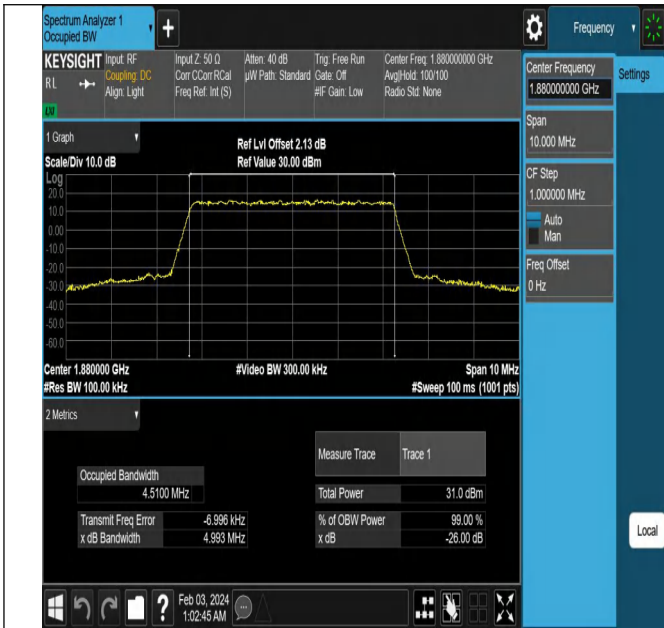 Spectrum Analyzer 1
Occupied BW
+
Frequency
KEYSIGHT
RL
LXI
Input: RF
Coupling: DC
Align: Light
Input Z: 50 Ω
Corr CCorr RCal
Freq Ref: Int (S)
Atten: 40 dB
µW Path: Standard
Trig: Free Run
Gate: Off
#IF Gain: Low
Center Freq: 1.880000000 GHz
Avg|Hold: 100/100
Radio Std: None
Center Frequency
1.880000000 GHz
Settings
Span
10.000 MHz
CF Step
1.000000 MHz
Auto
Man
Freq Offset
0 Hz
Local
1 Graph
Scale/Div 10.0 dB
Ref Lvl Offset 2.13 dB
Ref Value 30.00 dBm
Log
20.0
10.0
0.00
-10.0
-20.0
-30.0
-40.0
-50.0
-60.0
Center 1.880000 GHz
#Res BW 100.00 kHz
#Video BW 300.00 kHz
Span 10 MHz
#Sweep 100 ms (1001 pts)
2 Metrics
Measure Trace Trace 1
Occupied Bandwidth
4.5100 MHz
Total Power 31.0 dBm
Transmit Freq Error -6.996 kHz
% of OBW Power 99.00 %
x dB Bandwidth 4.993 MHz
x dB -26.00 dB
?
Feb 03, 2024
1:02:45 AM